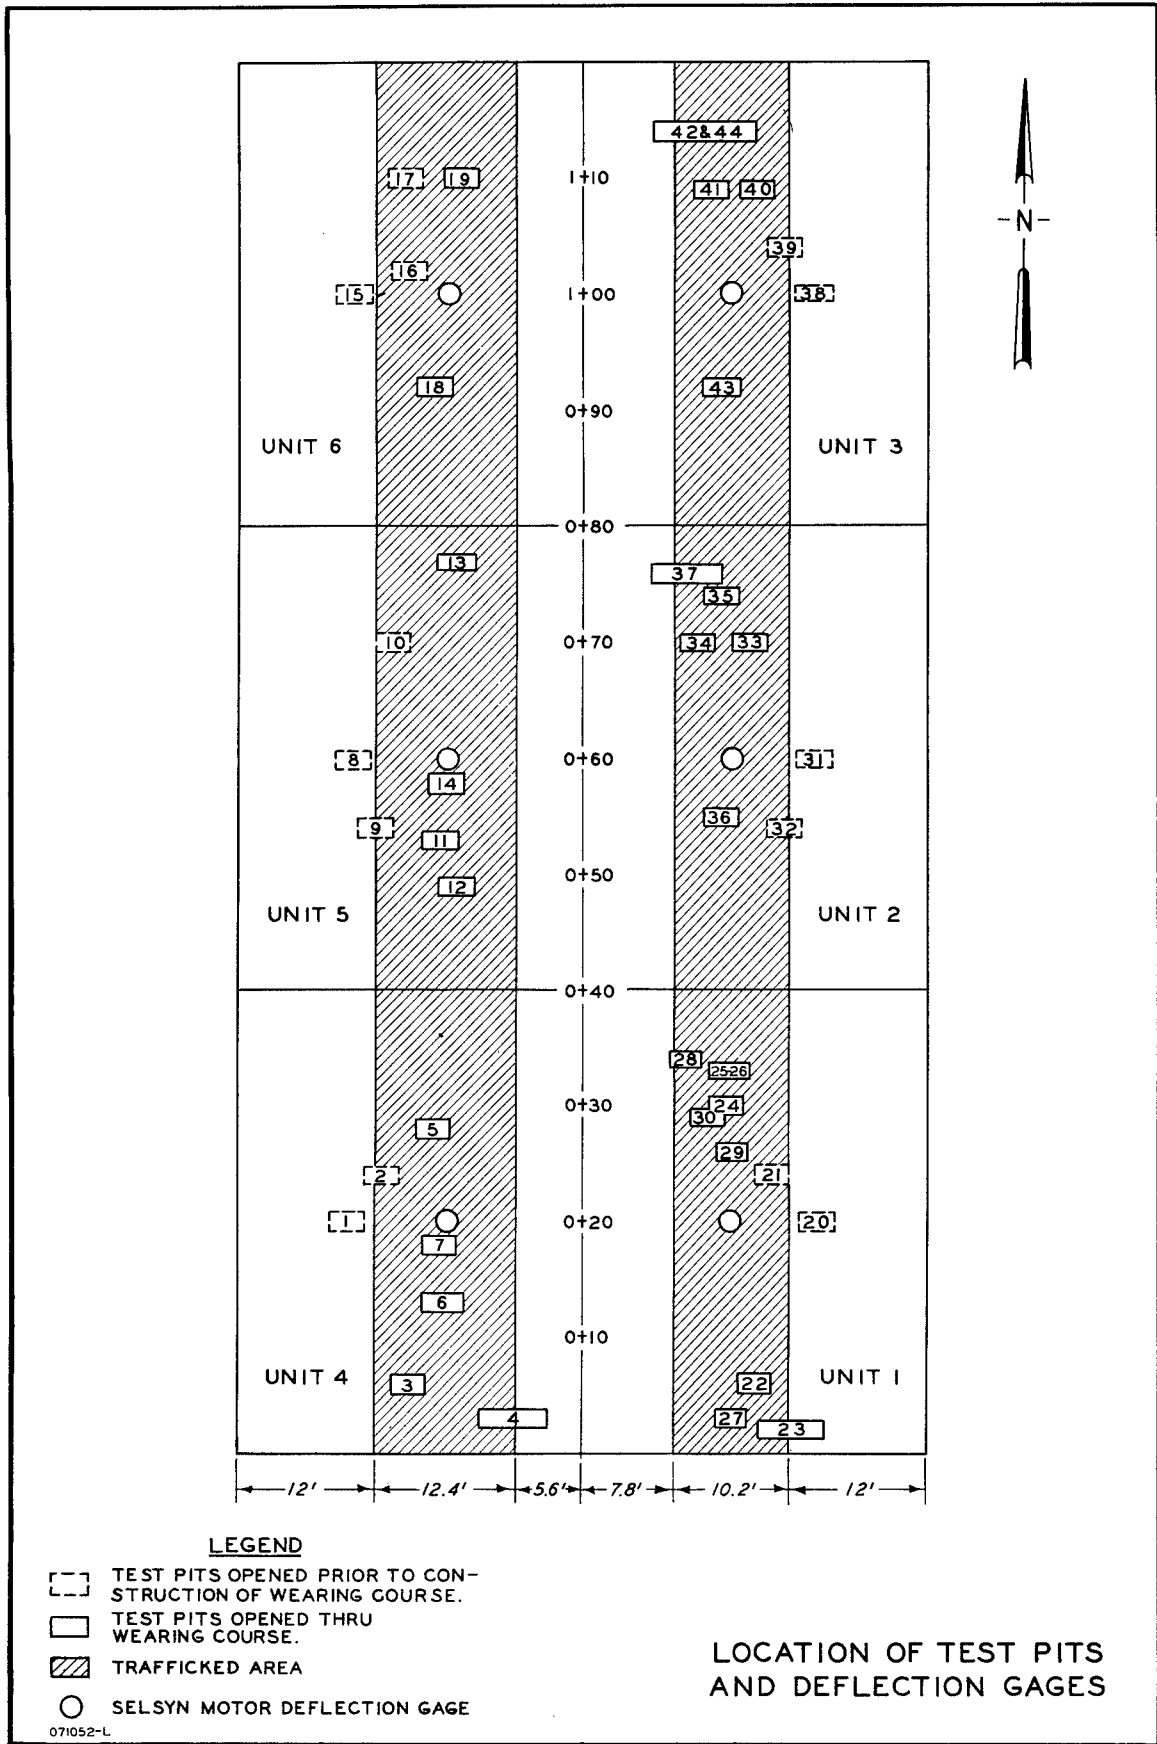 42&44
17 19 1+10 41 40
-N-
39
16
15 1+00 38
18 43
0+90
UNIT 6 UNIT 3
0+80
13
37
35
10 0+70 34 33
8 0+60 31
14
36
9 32
11
0+50
12
UNIT 5 UNIT 2
0+40
28
25-26
0+30 24
30
5
29
2 21
1 0+20 20
7
6
0+10
UNIT 4 UNIT 1
3 22
4 27
23
12' 12.4' 5.6' 7.8' 10.2' 12'
LEGEND
TEST PITS OPENED PRIOR TO CON-
STRUCTION OF WEARING COURSE.
TEST PITS OPENED THRU
WEARING COURSE.
TRAFFICKED AREA
SELSYN MOTOR DEFLECTION GAGE
071052-L
LOCATION OF TEST PITS
AND DEFLECTION GAGES